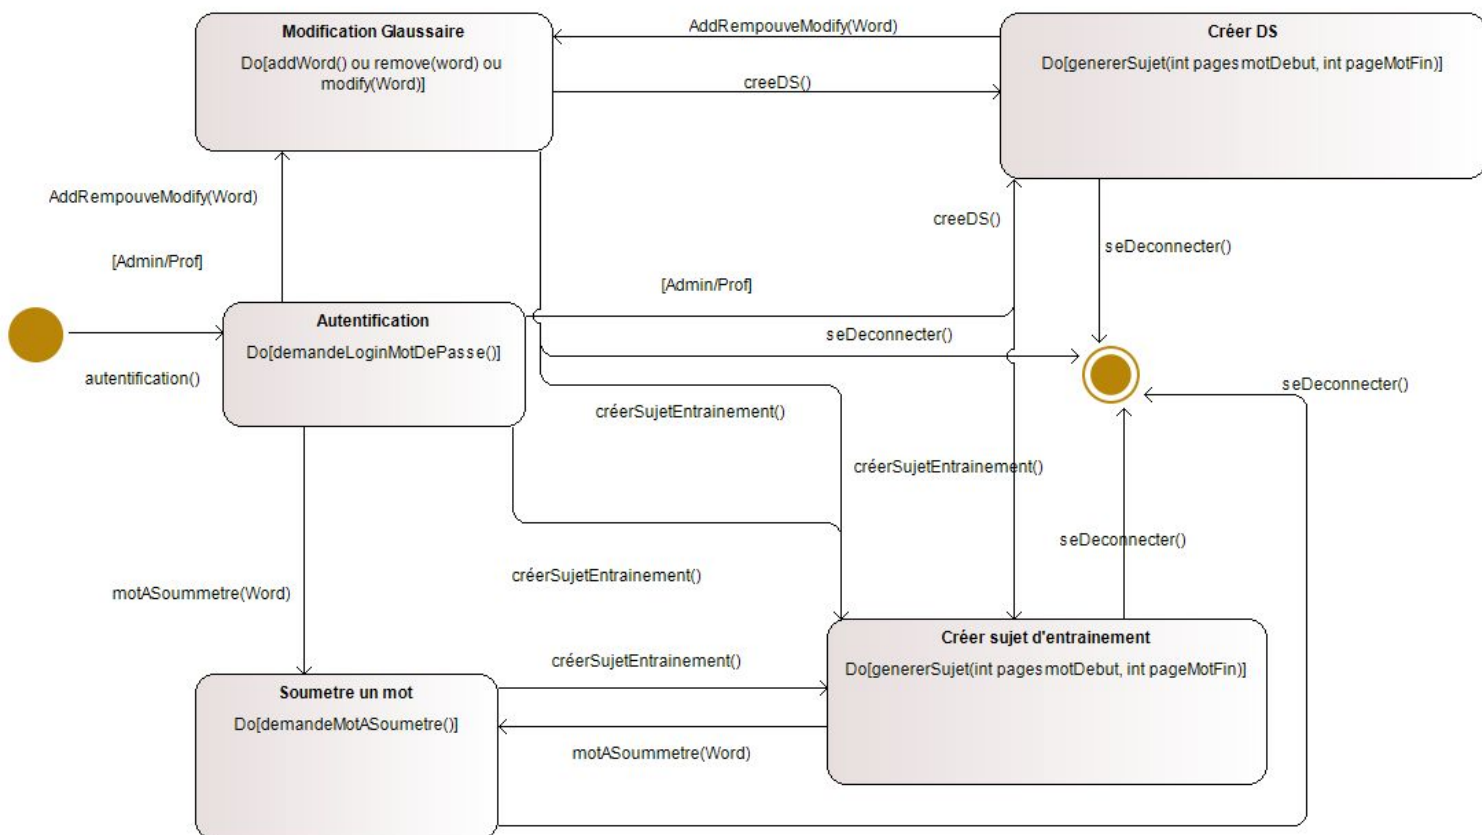 Modification Glaussaire
Do[addWord() ou remove(word) ou
modify(Word)]
AddRempouveModify(Word)
creeDS()
Créer DS
Do[genererSujet(int pages motDebut, int pageMotFin)]
AddRempouveModify(Word)
[Admin/Prof]
creeDS()
seDeconnecter()
[Admin/Prof]
Autentification
Do[demandeLoginMotDePasse()]
autentification()
seDeconnecter()
seDeconnecter()
créerSujetEntrainement()
créerSujetEntrainement()
seDeconnecter()
créerSujetEntrainement()
motASoummetre(Word)
Soumetre un mot
Do[demandeMotASoumetre()]
créerSujetEntrainement()
motASoummetre(Word)
Créer sujet d'entrainement
Do[genererSujet(int pages motDebut, int pageMotFin)]